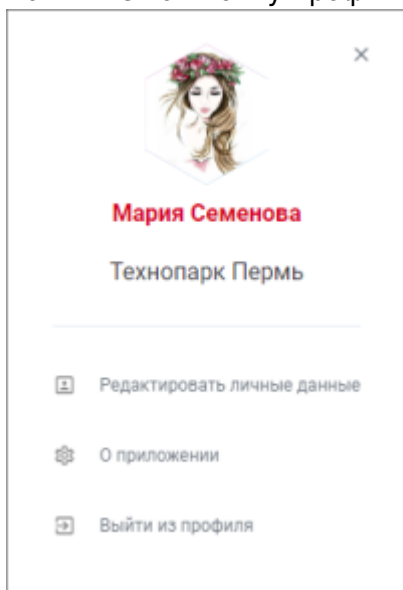 Мария Семенова
Технопарк Пермь
Редактировать личные данные
О приложении
Выйти из профиля